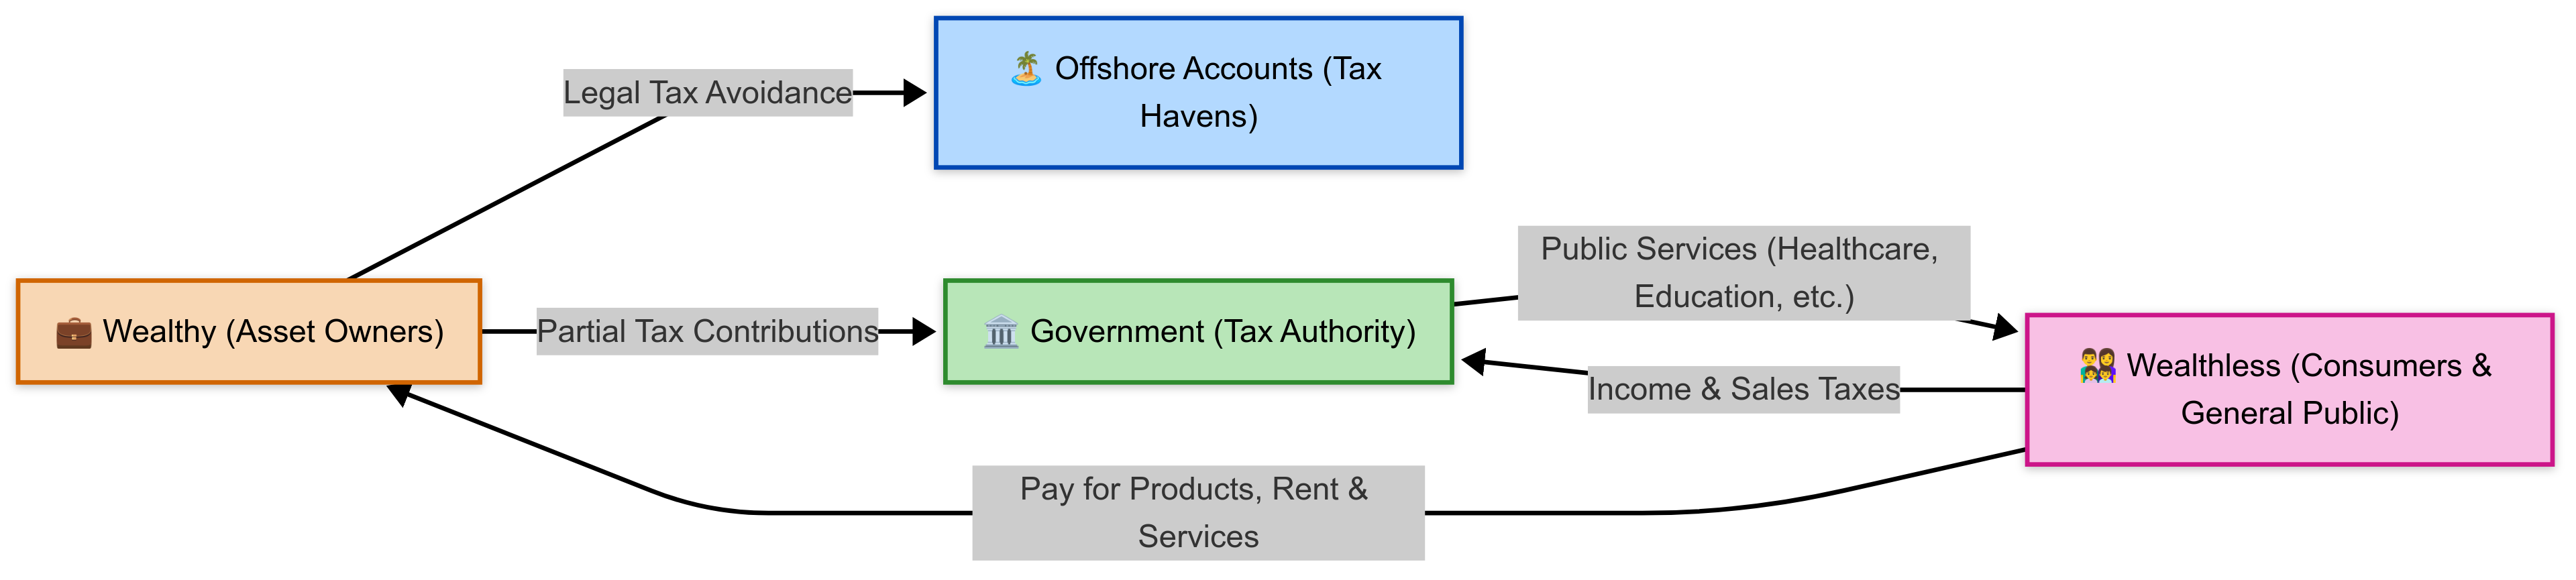 🏝️ Offshore Accounts (Tax
Havens)
Legal Tax Avoidance
Public Services (Healthcare,
Education, etc.)
💼 Wealthy (Asset Owners)
Partial Tax Contributions
🏛️ Government (Tax Authority)
👨‍👩‍👧‍👦 Wealthless (Consumers &
General Public)
Income & Sales Taxes
Pay for Products, Rent &
Services